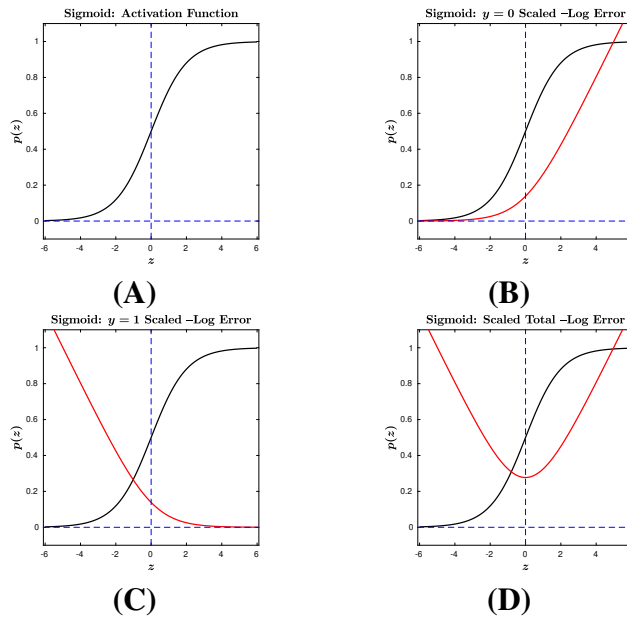 Sigmoid: Activation Function
p(z)
1
0.8
0.6
0.4
0.2
0
-6 -4 -2 0 2 4 6
z
(A)
Sigmoid: y = 0 Scaled –Log Error
p(z)
1
0.8
0.6
0.4
0.2
0
-6 -4 -2 0 2 4
z
(B)
Sigmoid: y = 1 Scaled –Log Error
p(z)
1
0.8
0.6
0.4
0.2
0
-6 -4 -2 0 2 4 6
z
(C)
Sigmoid: Scaled Total –Log Error
p(z)
1
0.8
0.6
0.4
0.2
0
-6 -4 -2 0 2 4
z
(D)